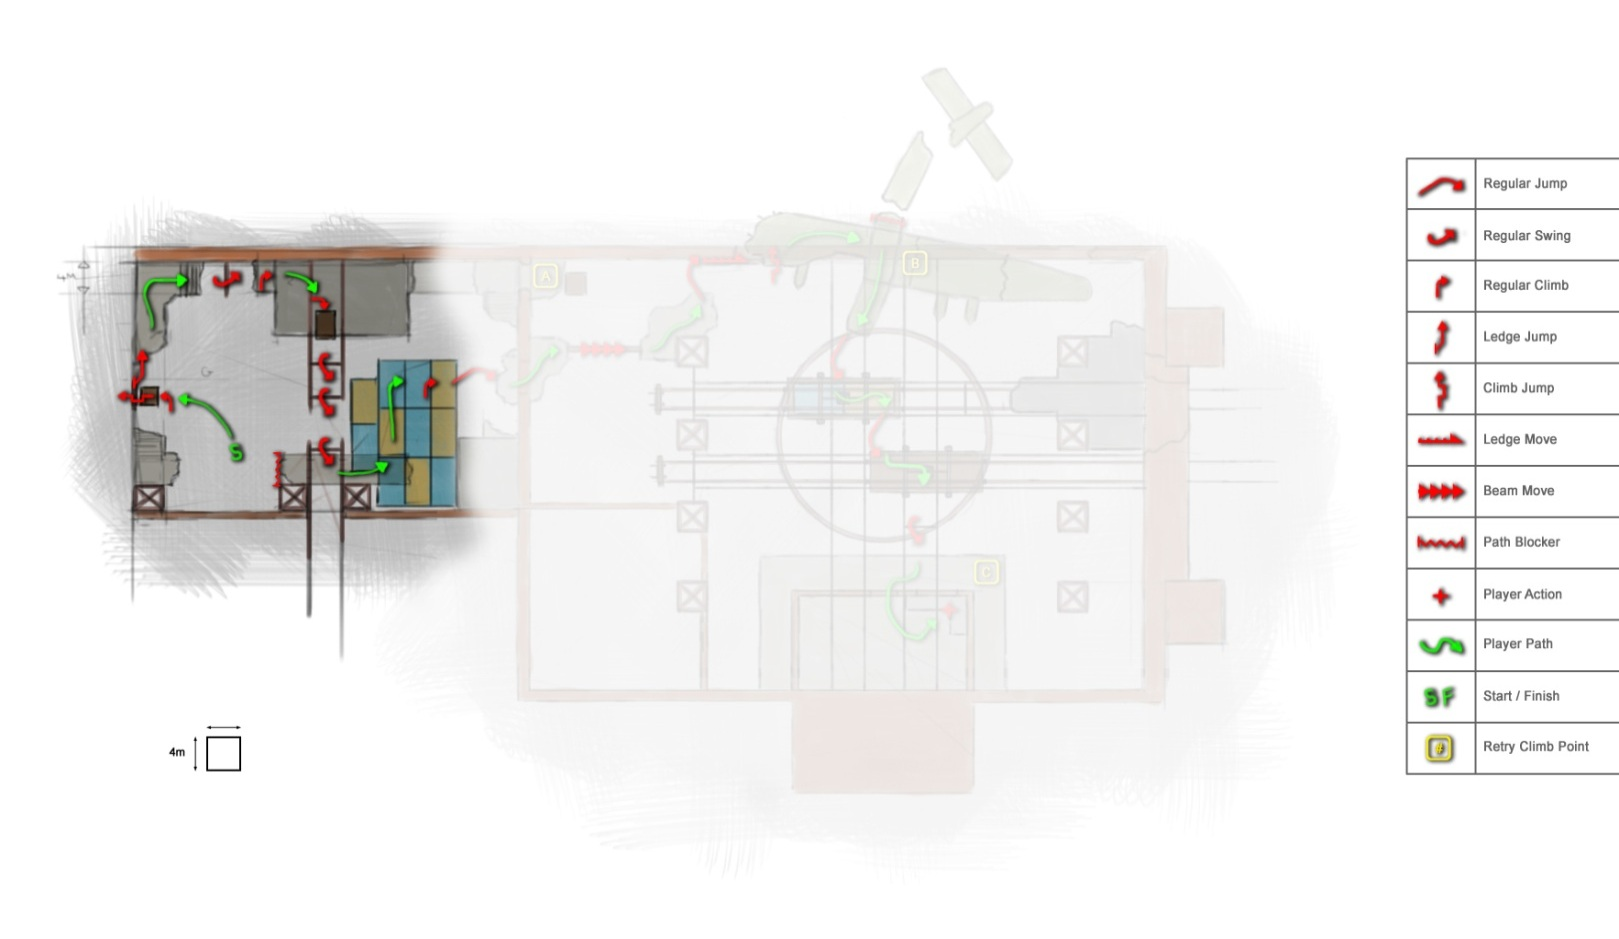 B
A
4m
G
S
C
4m
Regular Jump
Regular Swing
Regular Climb
Ledge Jump
Climb Jump
Ledge Move
Beam Move
Path Blocker
Player Action
Player Path
S F Start / Finish
# Retry Climb Point